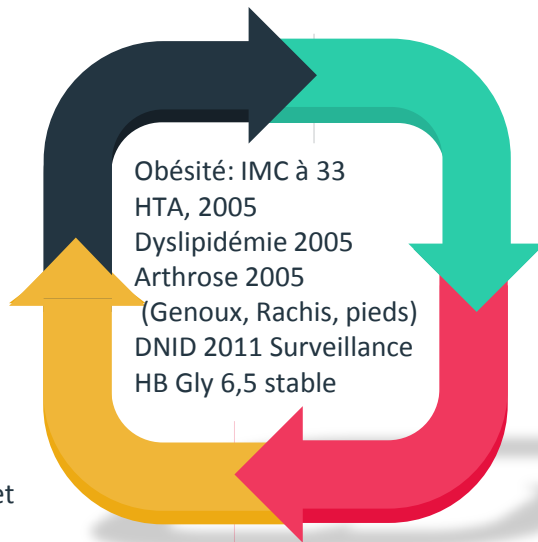 Obésité: IMC à 33
HTA, 2005
Dyslipidémie 2005
Arthrose 2005
(Genoux, Rachis, pieds)
DNID 2011 Surveillance
HB Gly 6,5 stable
et